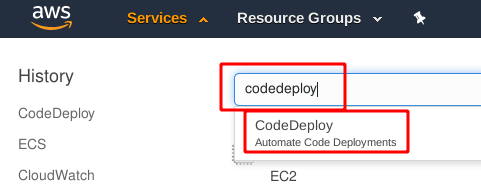 aws
Services
Resource Groups
History
codedeploy
CodeDeploy
CodeDeploy
Automate Code Deployments
ECS
CloudWatch
EC2